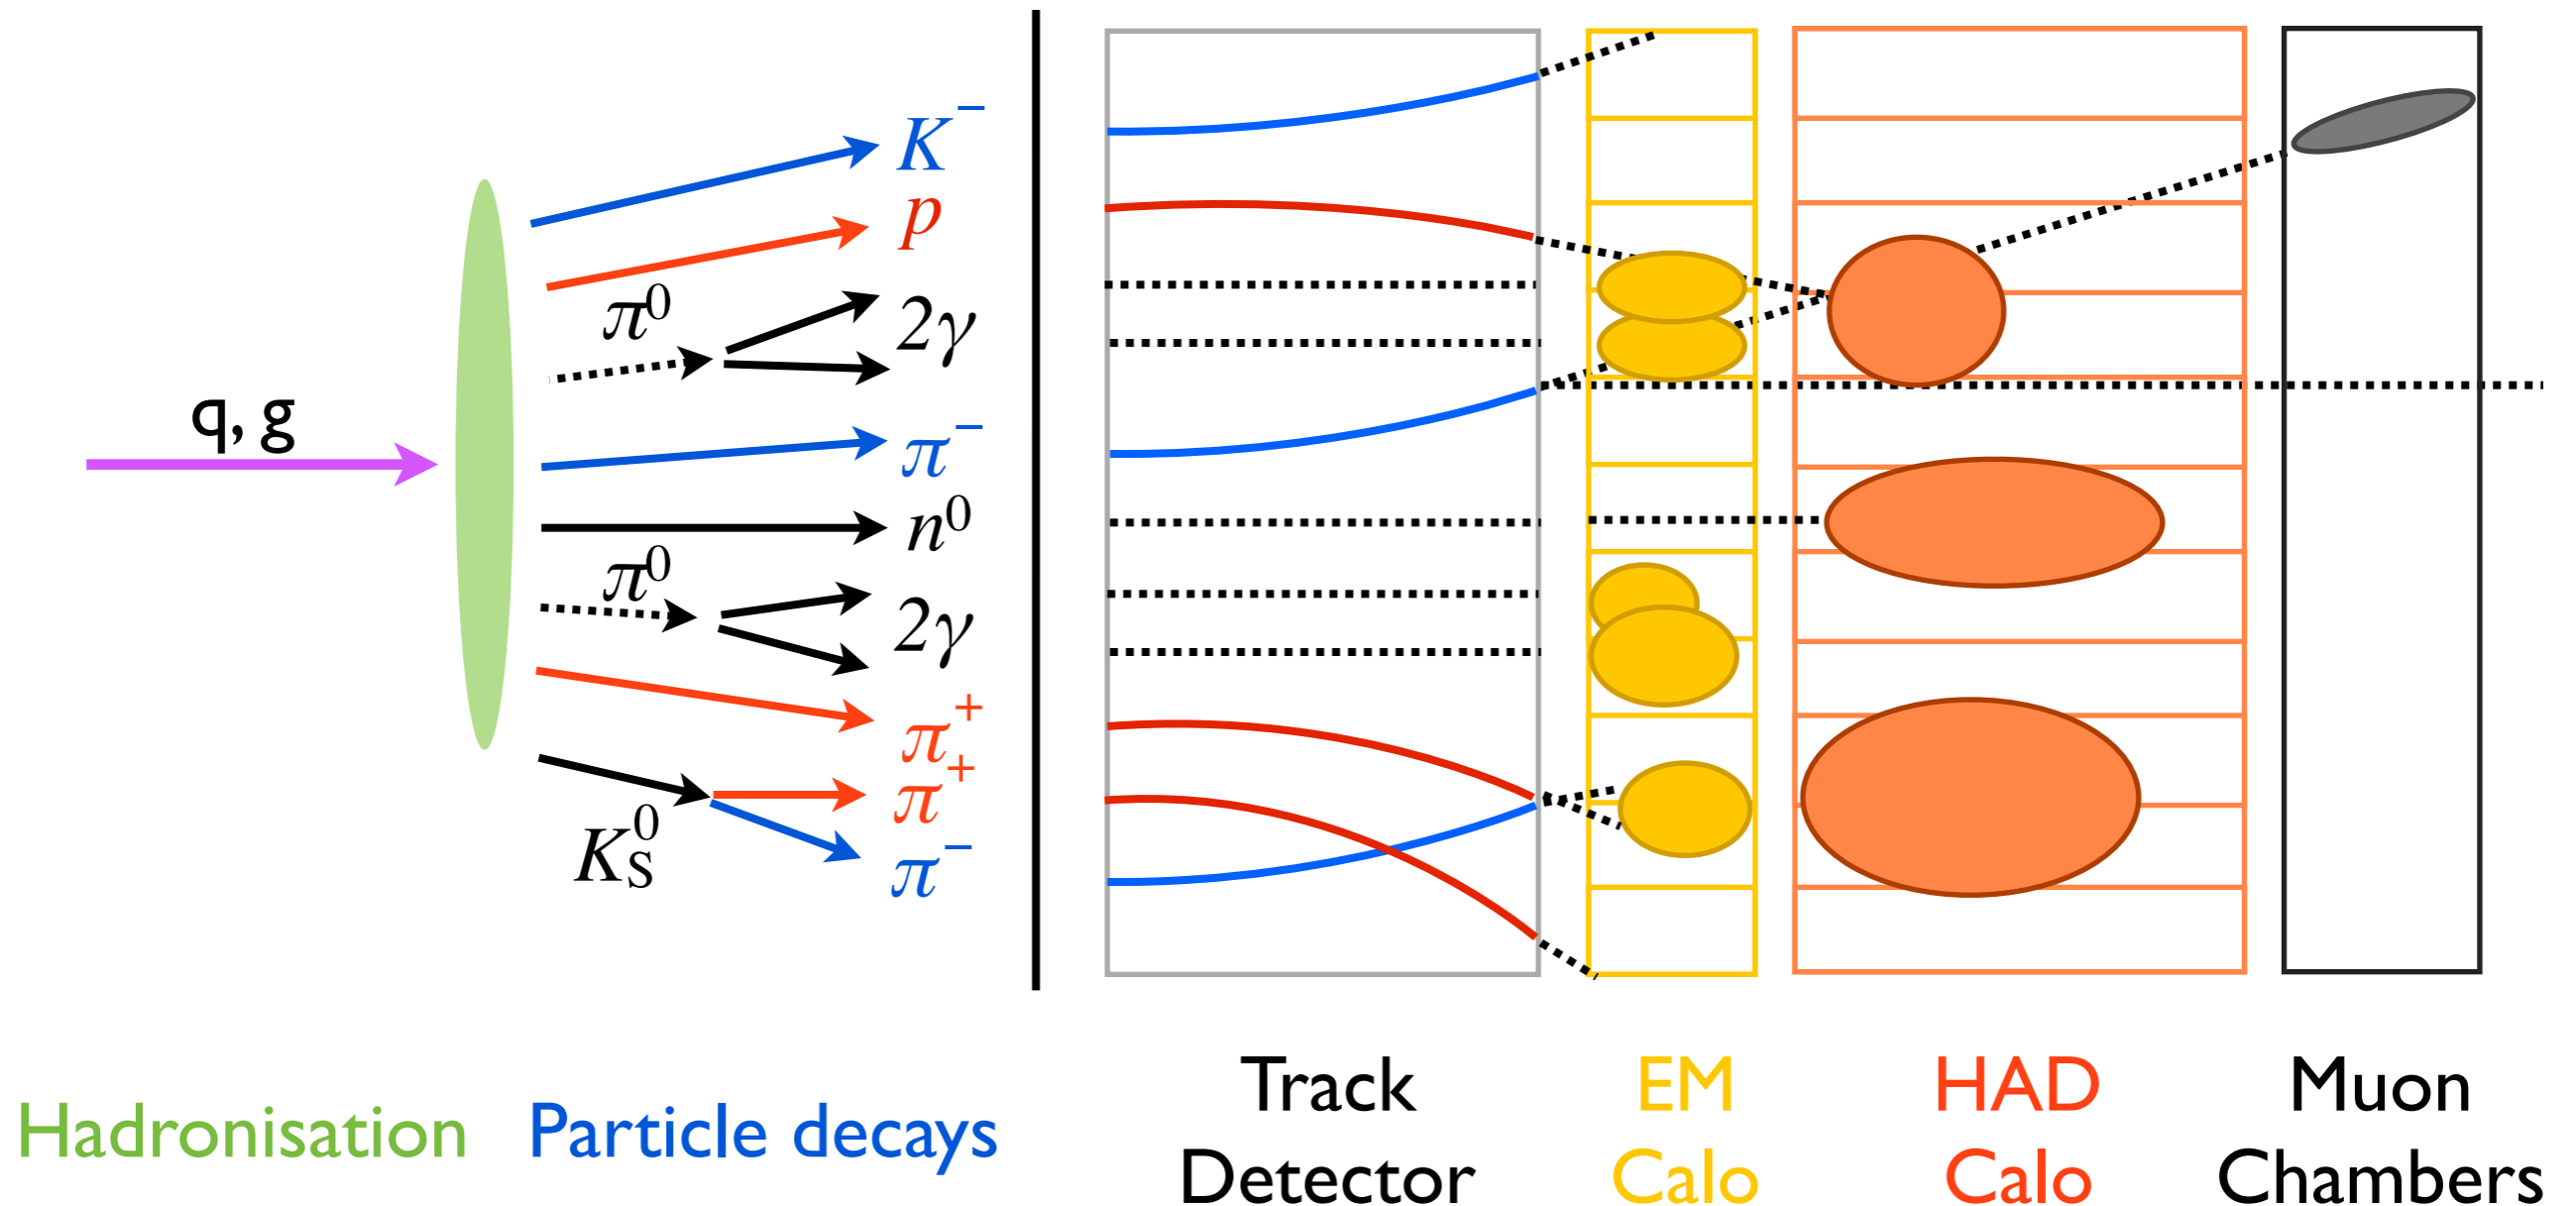 q, g
K⁻
p
π⁰
2γ
π⁻
n⁰
π⁰
2γ
π⁺
π⁺
K⁰S
π⁻
Hadronisation
Particle decays
Track
Detector
EM
Calo
HAD
Calo
Muon
Chambers